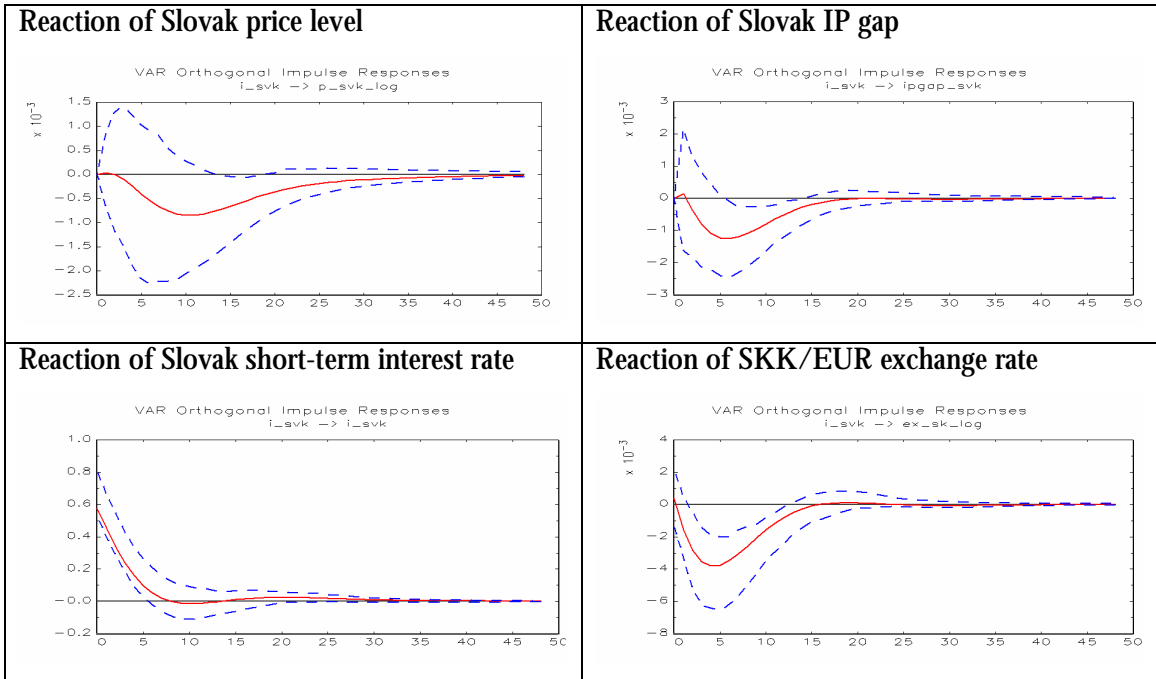 Reaction of Slovak price level
VAR Orthogonal Impulse Responses
i_svk -> p_svk_log
x 10^-3
1.5
1.0
0.5
0.0
-0.5
-1.0
-1.5
-2.0
-2.5
0 5 10 15 20 25 30 35 40 45 50
Reaction of Slovak IP gap
VAR Orthogonal Impulse Responses
i_svk -> ipgap_svk
x 10^-3
3
2
1
0
-1
-2
-3
0 5 10 15 20 25 30 35 40 45 50
Reaction of Slovak short-term interest rate
VAR Orthogonal Impulse Responses
i_svk -> i_svk
1.0
0.8
0.6
0.4
0.2
-0.0
-0.2
0 5 10 15 20 25 30 35 40 45 50
Reaction of SKK/EUR exchange rate
VAR Orthogonal Impulse Responses
i_svk -> ex_sk_log
x 10^-3
4
2
0
-2
-4
-6
-8
0 5 10 15 20 25 30 35 40 45 50